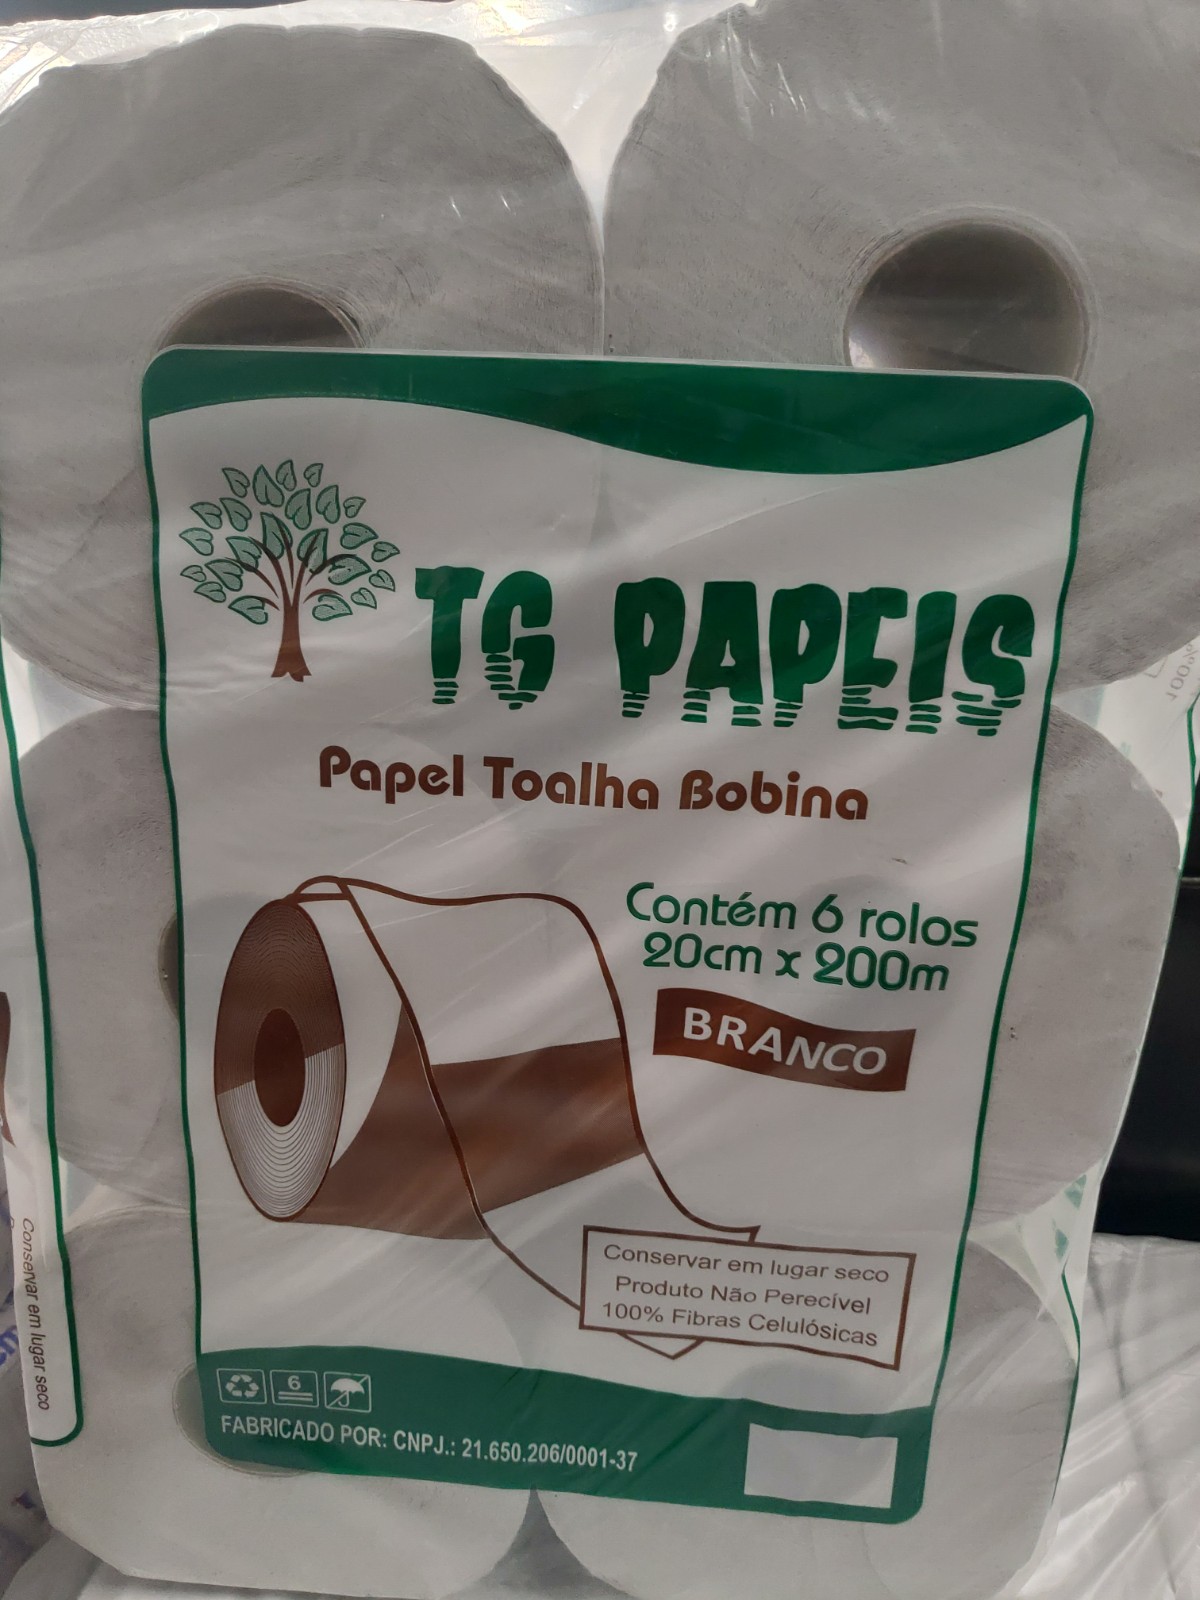 TG PAPEIS
Papel Toalha Bobina
Contém 6 rolos
20cm x 200m
BRANCO
Conservar em lugar seco
Produto Não Perecível
100% Fibras Celulósicas
6
FABRICADO POR: CNPJ.: 21.650.206/0001-37
Conservar em lugar seco
100%